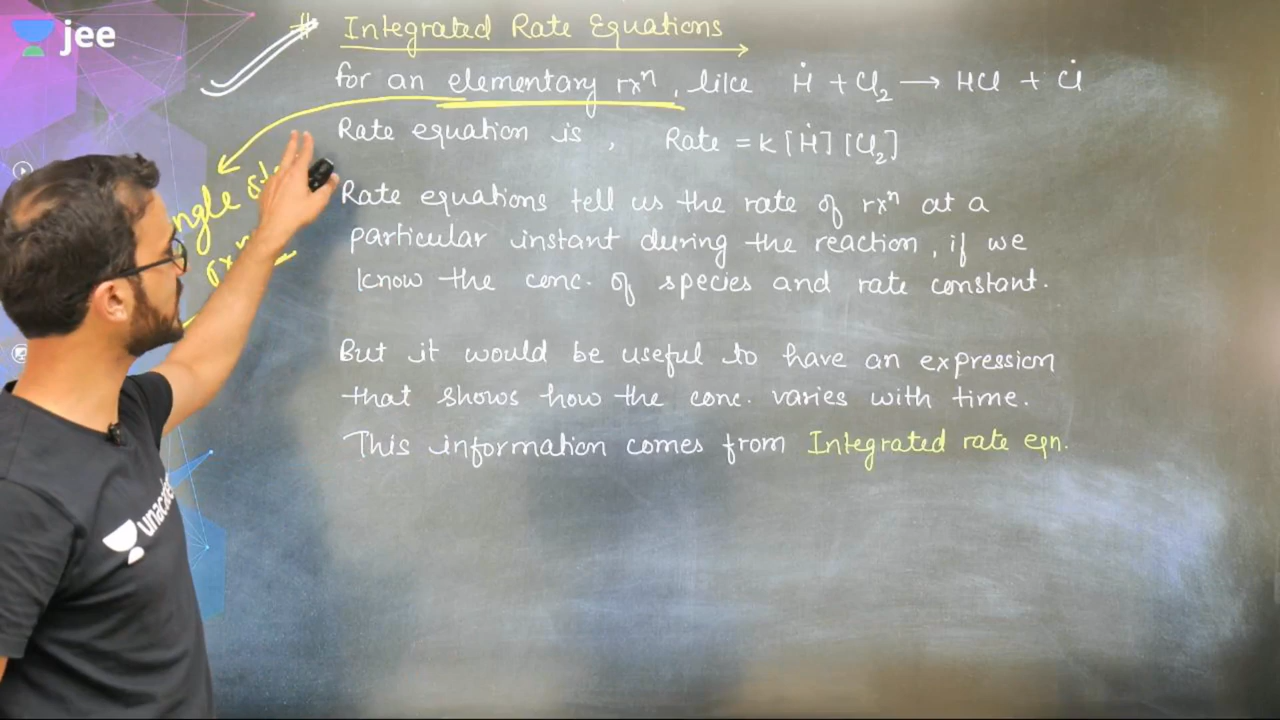 jee
# Integrated Rate Equations
for an elementary rxⁿ, like Ḣ + Cl₂ → HCl + Ċl
Rate equation is, Rate = k [Ḣ] [Cl₂]
Rate equations tell us the rate of rxⁿ at a
particular instant during the reaction, if we
know the conc. of species and rate constant.
But it would be useful to have an expression
that shows how the conc. varies with time.
This information comes from Integrated rate eqn.